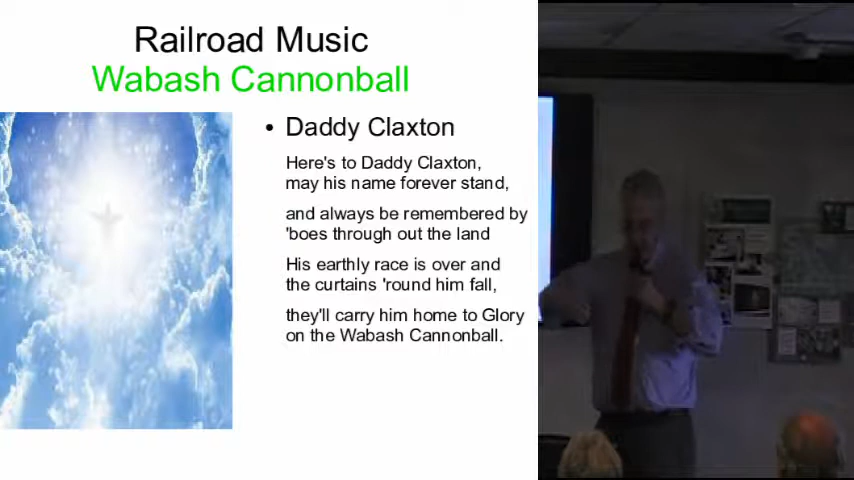 Railroad Music
Wabash Cannonball
• Daddy Claxton
Here's to Daddy Claxton,
may his name forever stand,
and always be remembered by
'boes through out the land
His earthly race is over and
the curtains 'round him fall,
they'll carry him home to Glory
on the Wabash Cannonball.